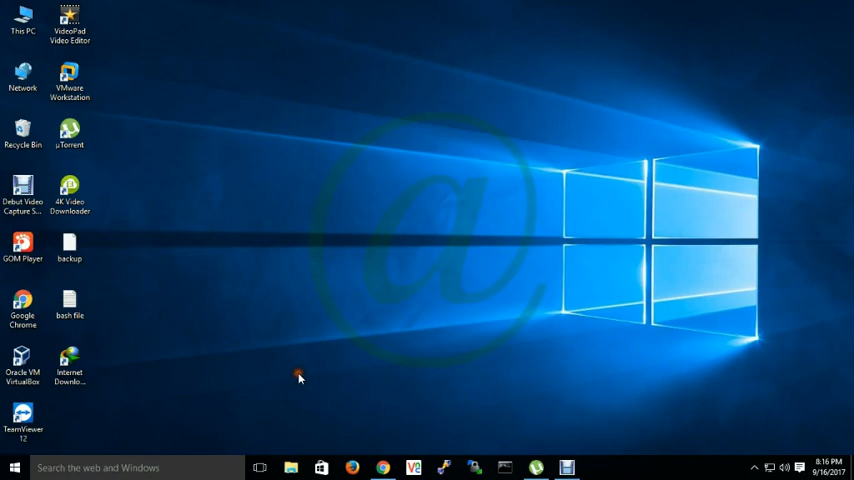 This PC
VideoPad
Video Editor
Network
VMware
Workstation
Recycle Bin
µTorrent
Debut Video
Capture S...
4K Video
Downloader
GOM Player
backup
Google
Chrome
bash file
Oracle VM
VirtualBox
Internet
Downlo...
TeamViewer
12
@
Search the web and Windows
V2
8:16 PM
9/16/2017